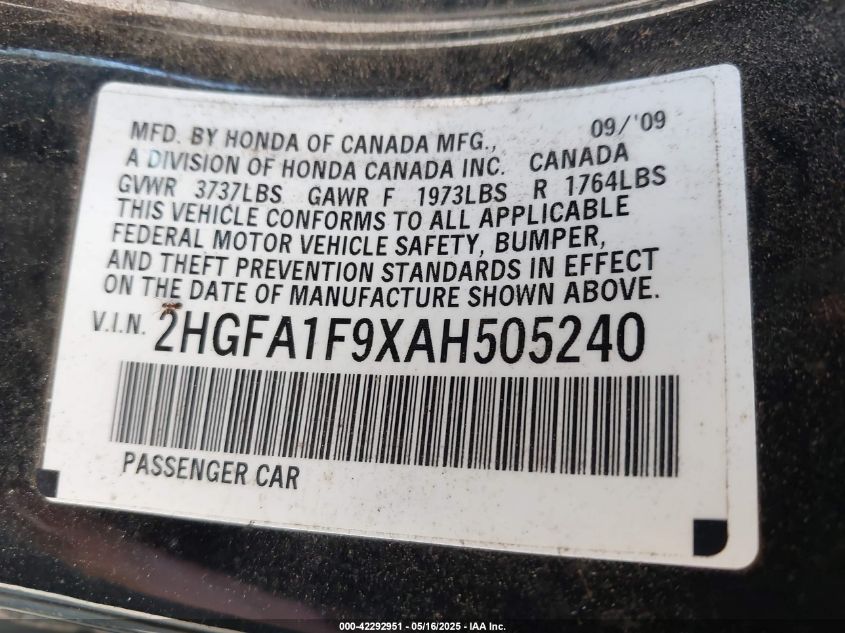 MFD. BY HONDA OF CANADA MFG., 09/'09
A DIVISION OF HONDA CANADA INC. CANADA
GVWR 3737LBS GAWR F 1973LBS R 1764LBS
THIS VEHICLE CONFORMS TO ALL APPLICABLE
FEDERAL MOTOR VEHICLE SAFETY, BUMPER,
AND THEFT PREVENTION STANDARDS IN EFFECT
ON THE DATE OF MANUFACTURE SHOWN ABOVE.
V.I.N. 2HGFA1F9XAH505240
PASSENGER CAR
000-42292951 - 05/16/2025 - IAA Inc.